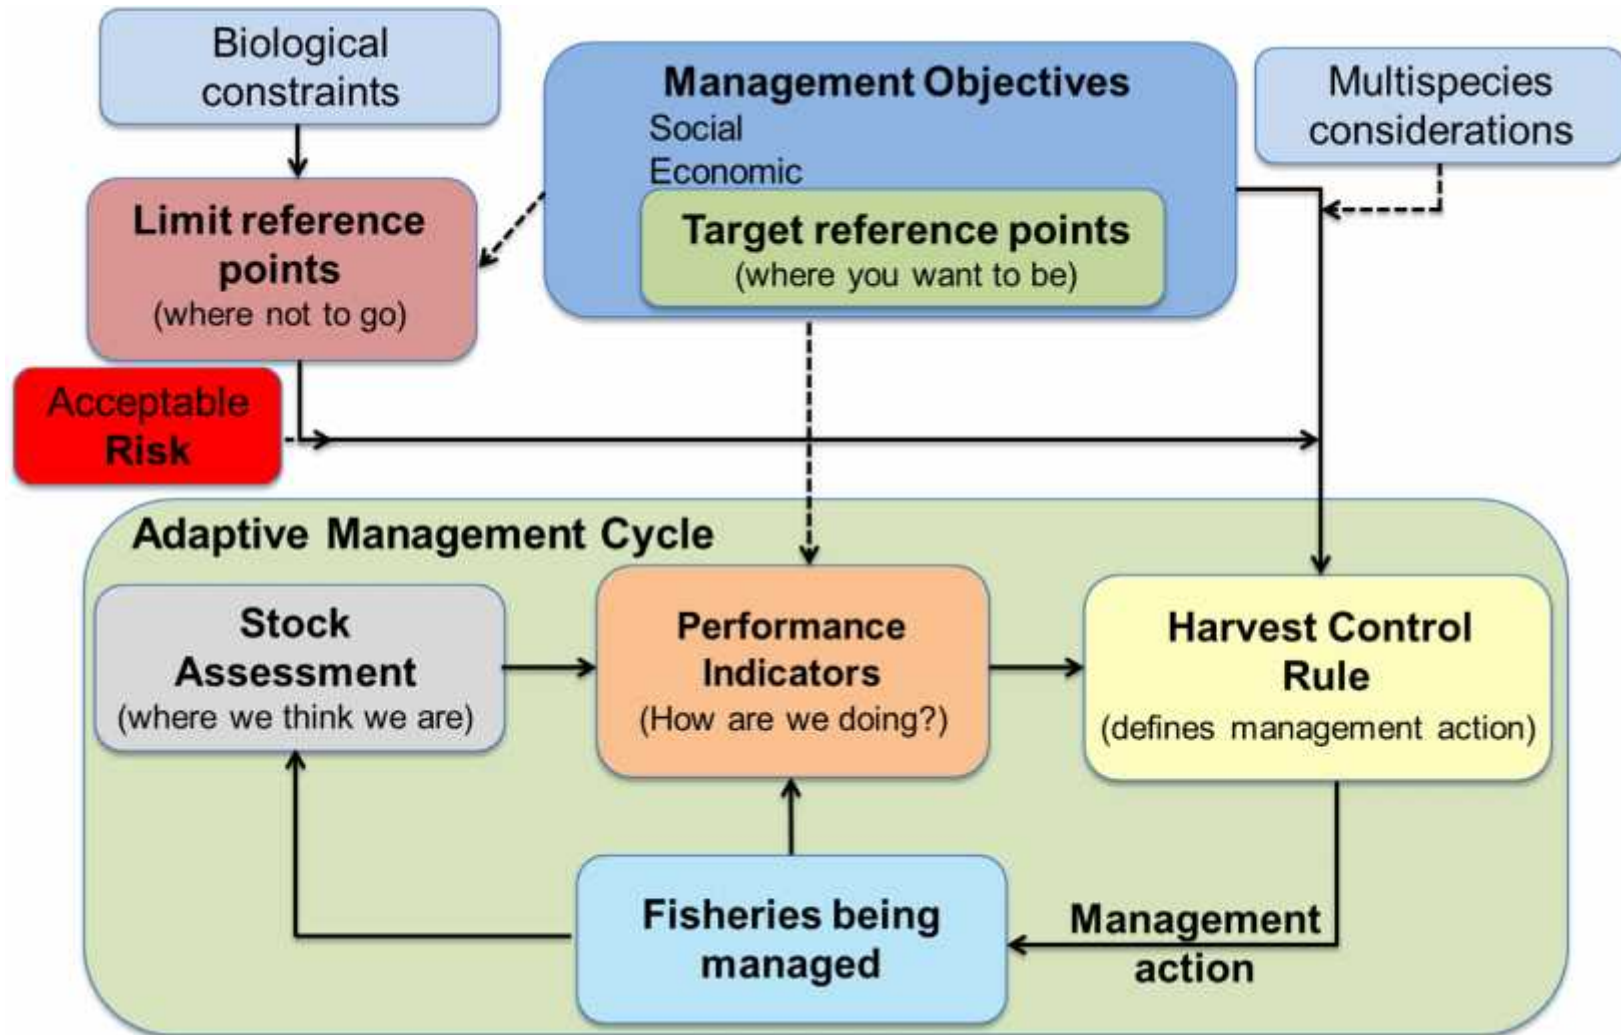 Biological
constraints
Management Objectives
Social
Economic
Multispecies
considerations
Limit reference
points
(where not to go)
Target reference points
(where you want to be)
Acceptable
Risk
Adaptive Management Cycle
Stock
Assessment
(where we think we are)
Performance
Indicators
(How are we doing?)
Harvest Control
Rule
(defines management action)
Fisheries being
managed
Management
action